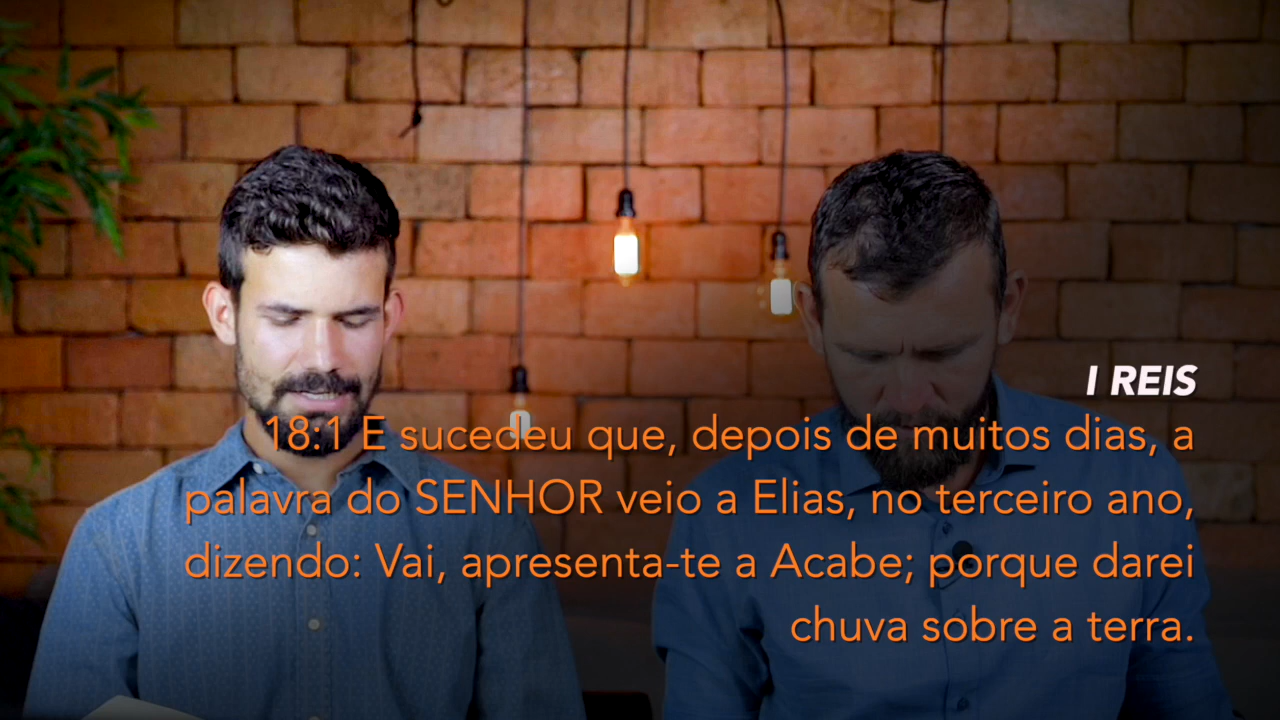 I REIS
18:1 E sucedeu que, depois de muitos dias, a
palavra do SENHOR veio a Elias, no terceiro ano,
dizendo: Vai, apresenta-te a Acabe; porque darei
chuva sobre a terra.